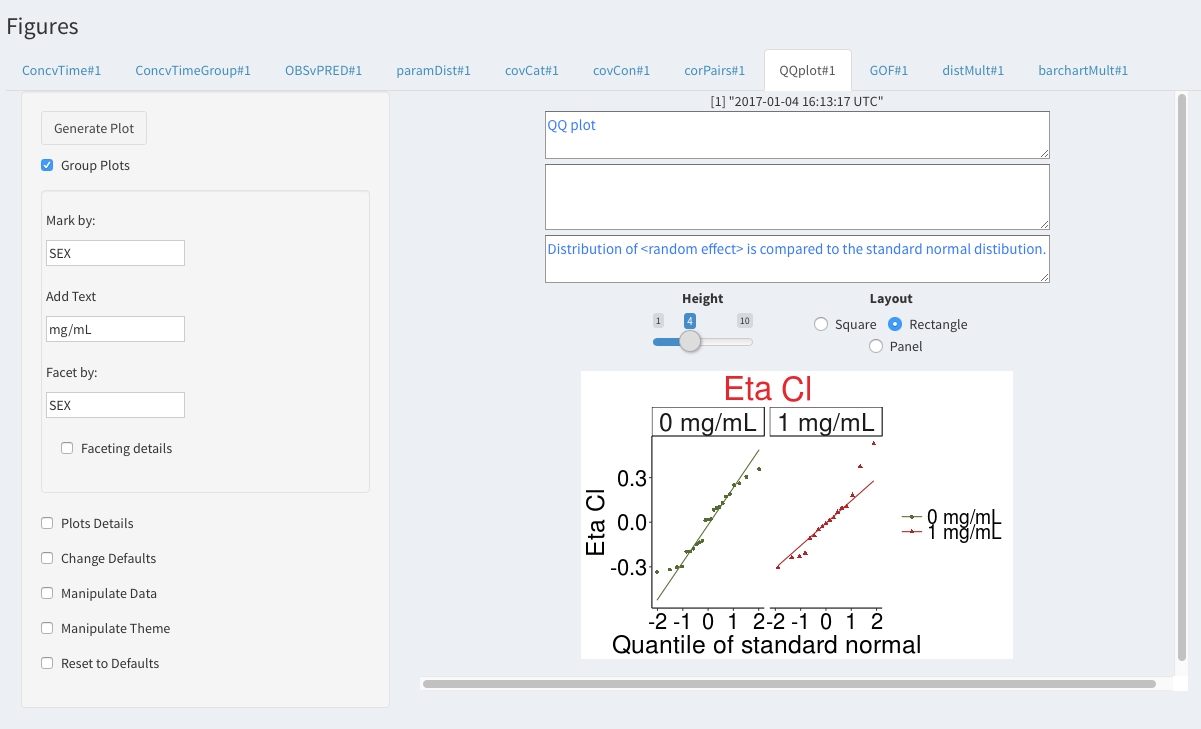 Figures
ConcvTime#1 ConcvTimeGroup#1 OBSvPRED#1 paramDist#1 covCat#1 covCon#1 corPairs#1 QQplot#1 GOF#1 distMult#1 barchartMult#1
Generate Plot
Group Plots
Mark by:
SEX
Add Text
mg/mL
Facet by:
SEX
Faceting details
Plots Details
Change Defaults
Manipulate Data
Manipulate Theme
Reset to Defaults
[1] "2017-01-04 16:13:17 UTC"
QQ plot
Distribution of <random effect> is compared to the standard normal distibution.
Height Layout
1 4 10
Square Rectangle
Panel
Eta Cl
0 mg/mL 1 mg/mL
Eta Cl
0.3
0.0
-0.3
0 mg/mL
1 mg/mL
-2 -1 0 1 2 -2 -1 0 1 2
Quantile of standard normal